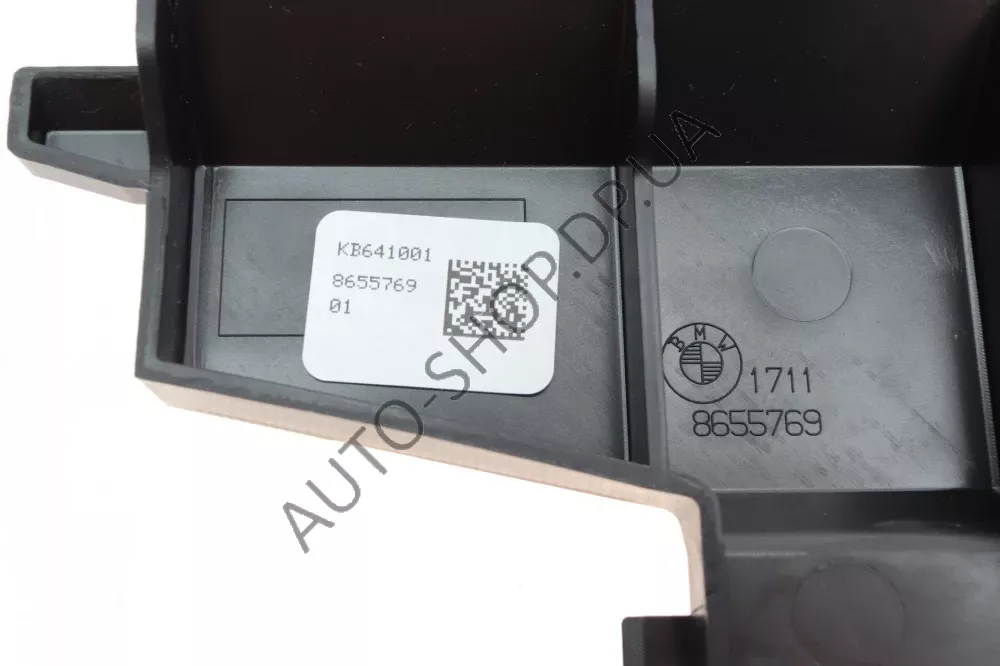 KB641001
8655769
01
BMW
1711
8655769
AUTO-SHOP.DP.UA